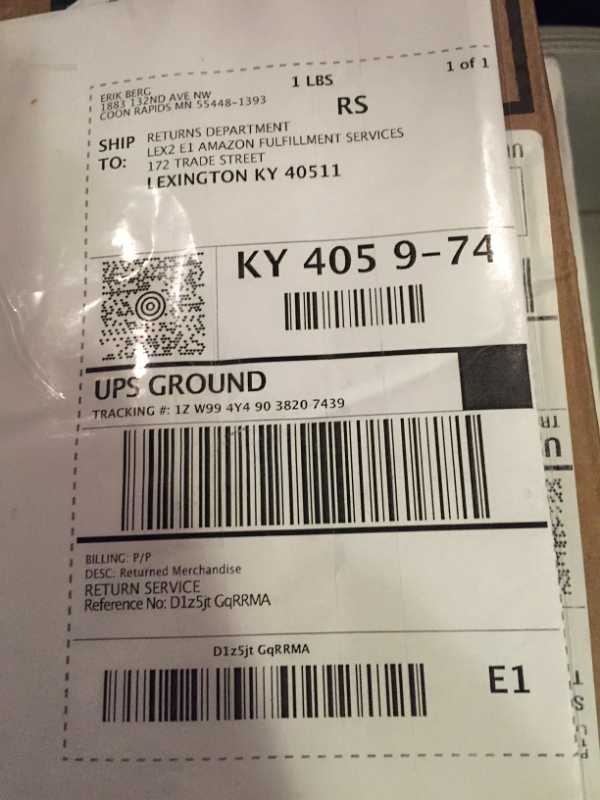 ERIK BERG
1883 132ND AVE NW
COON RAPIDS MN 55448-1393
1 LBS
1 of 1
RS
SHIP TO:
RETURNS DEPARTMENT
LEX2 E1 AMAZON FULFILLMENT SERVICES
172 TRADE STREET
LEXINGTON KY 40511
KY 405 9-74
UPS GROUND
TRACKING #: 1Z W99 4Y4 90 3820 7439
BILLING: P/P
DESC: Returned Merchandise
RETURN SERVICE
Reference No: D1z5jt GqRRMA
D1z5jt GqRRMA
E1